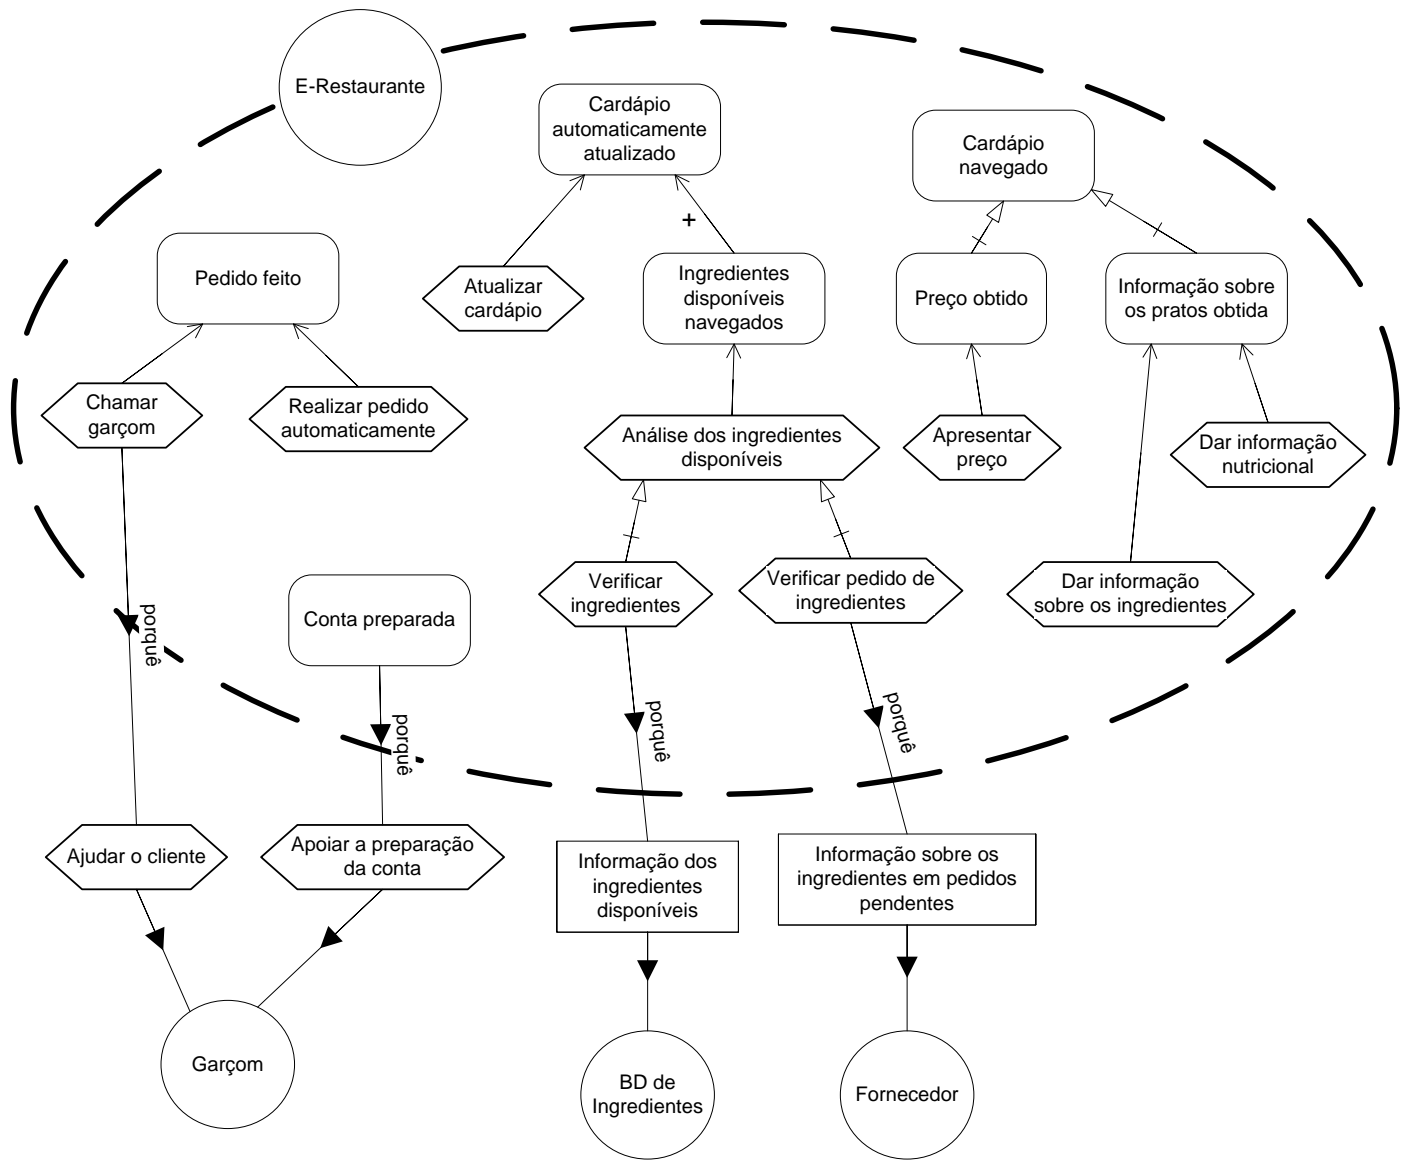 E-Restaurante
Cardápio
automaticamente
atualizado
Cardápio
navegado
+
Pedido feito
Atualizar
cardápio
Ingredientes
disponíveis
navegados
Preço obtido
Informação sobre
os pratos obtida
Chamar
garçom
Realizar pedido
automaticamente
Análise dos ingredientes
disponíveis
Apresentar
preço
Dar informação
nutricional
Verificar
ingredientes
Verificar pedido de
ingredientes
Dar informação
sobre os ingredientes
porquê
Conta preparada
porquê
porquê
porquê
Ajudar o cliente
Apoiar a preparação
da conta
Informação dos
ingredientes
disponíveis
Informação sobre os
ingredientes em pedidos
pendentes
Garçom
BD de
Ingredientes
Fornecedor